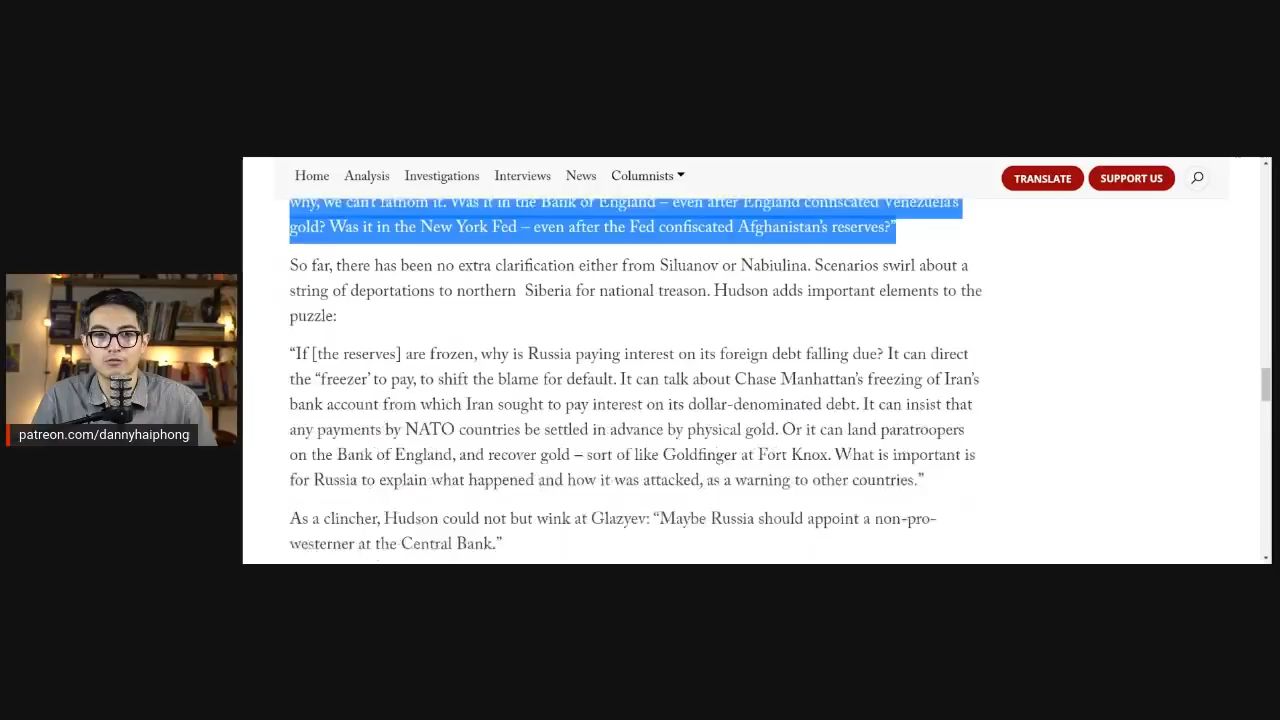 Home Analysis Investigations Interviews News Columnists
TRANSLATE SUPPORT US
why, we can't fathom it. Was it in the Bank of England – even after England confiscated Venezuela's
gold? Was it in the New York Fed – even after the Fed confiscated Afghanistan's reserves?”
So far, there has been no extra clarification either from Siluanov or Nabiulina. Scenarios swirl about a
string of deportations to northern Siberia for national treason. Hudson adds important elements to the
puzzle:
“If [the reserves] are frozen, why is Russia paying interest on its foreign debt falling due? It can direct
the “freezer’ to pay, to shift the blame for default. It can talk about Chase Manhattan’s freezing of Iran’s
bank account from which Iran sought to pay interest on its dollar-denominated debt. It can insist that
any payments by NATO countries be settled in advance by physical gold. Or it can land paratroopers
on the Bank of England, and recover gold – sort of like Goldfinger at Fort Knox. What is important is
for Russia to explain what happened and how it was attacked, as a warning to other countries.”
As a clincher, Hudson could not but wink at Glazyev: “Maybe Russia should appoint a non-pro-
westerner at the Central Bank.”
patreon.com/dannyhaiphong